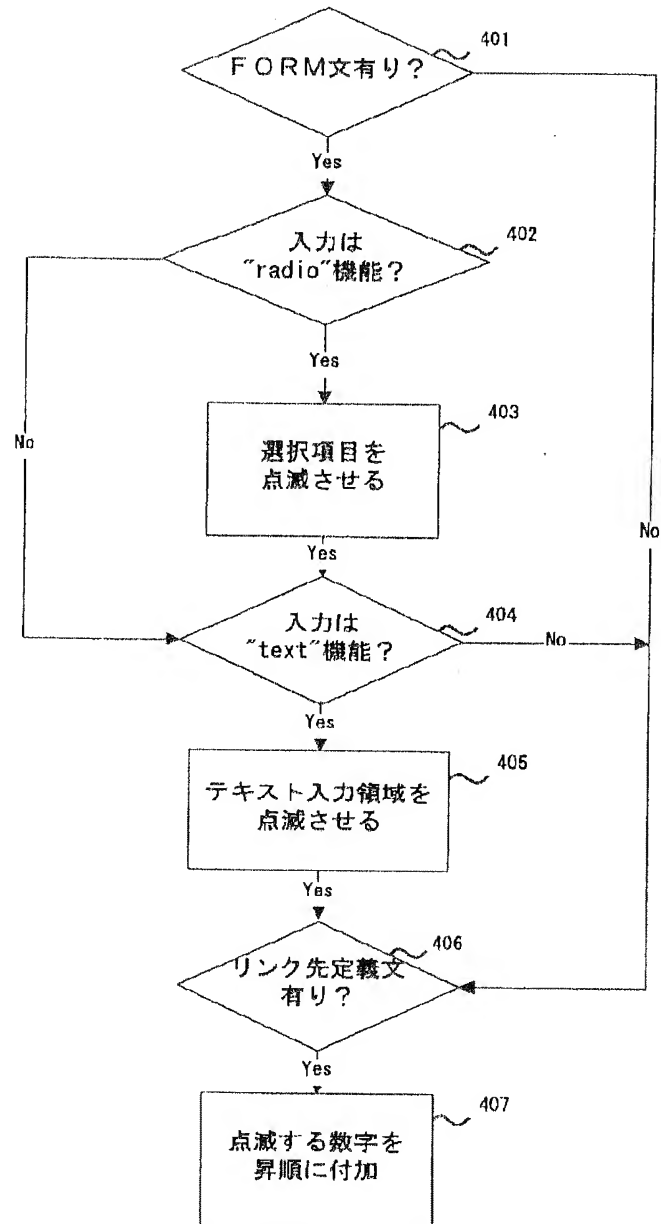 401
FORM文有り?
Yes
402
入力は
"radio"機能?
Yes
No
403
選択項目を
点滅させる
No
Yes
404
入力は
"text"機能?
No
Yes
405
テキスト入力領域を
点滅させる
Yes
406
リンク先定義文
有り?
Yes
407
点滅する数字を
昇順に付加